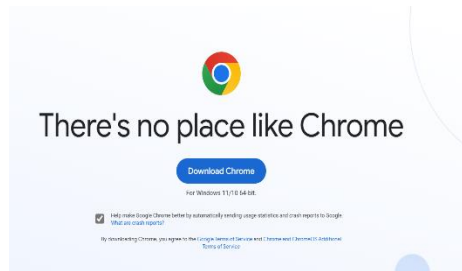 There's no place like Chrome
Download Chrome
For Windows 11/10 64-bit.
Help make Google Chrome better by automatically sending usage statistics and crash reports to Google
What are crash reports?
By downloading Chrome, you agree to the Google Terms of Service and Chrome and ChromeOS Additional
Terms of Service